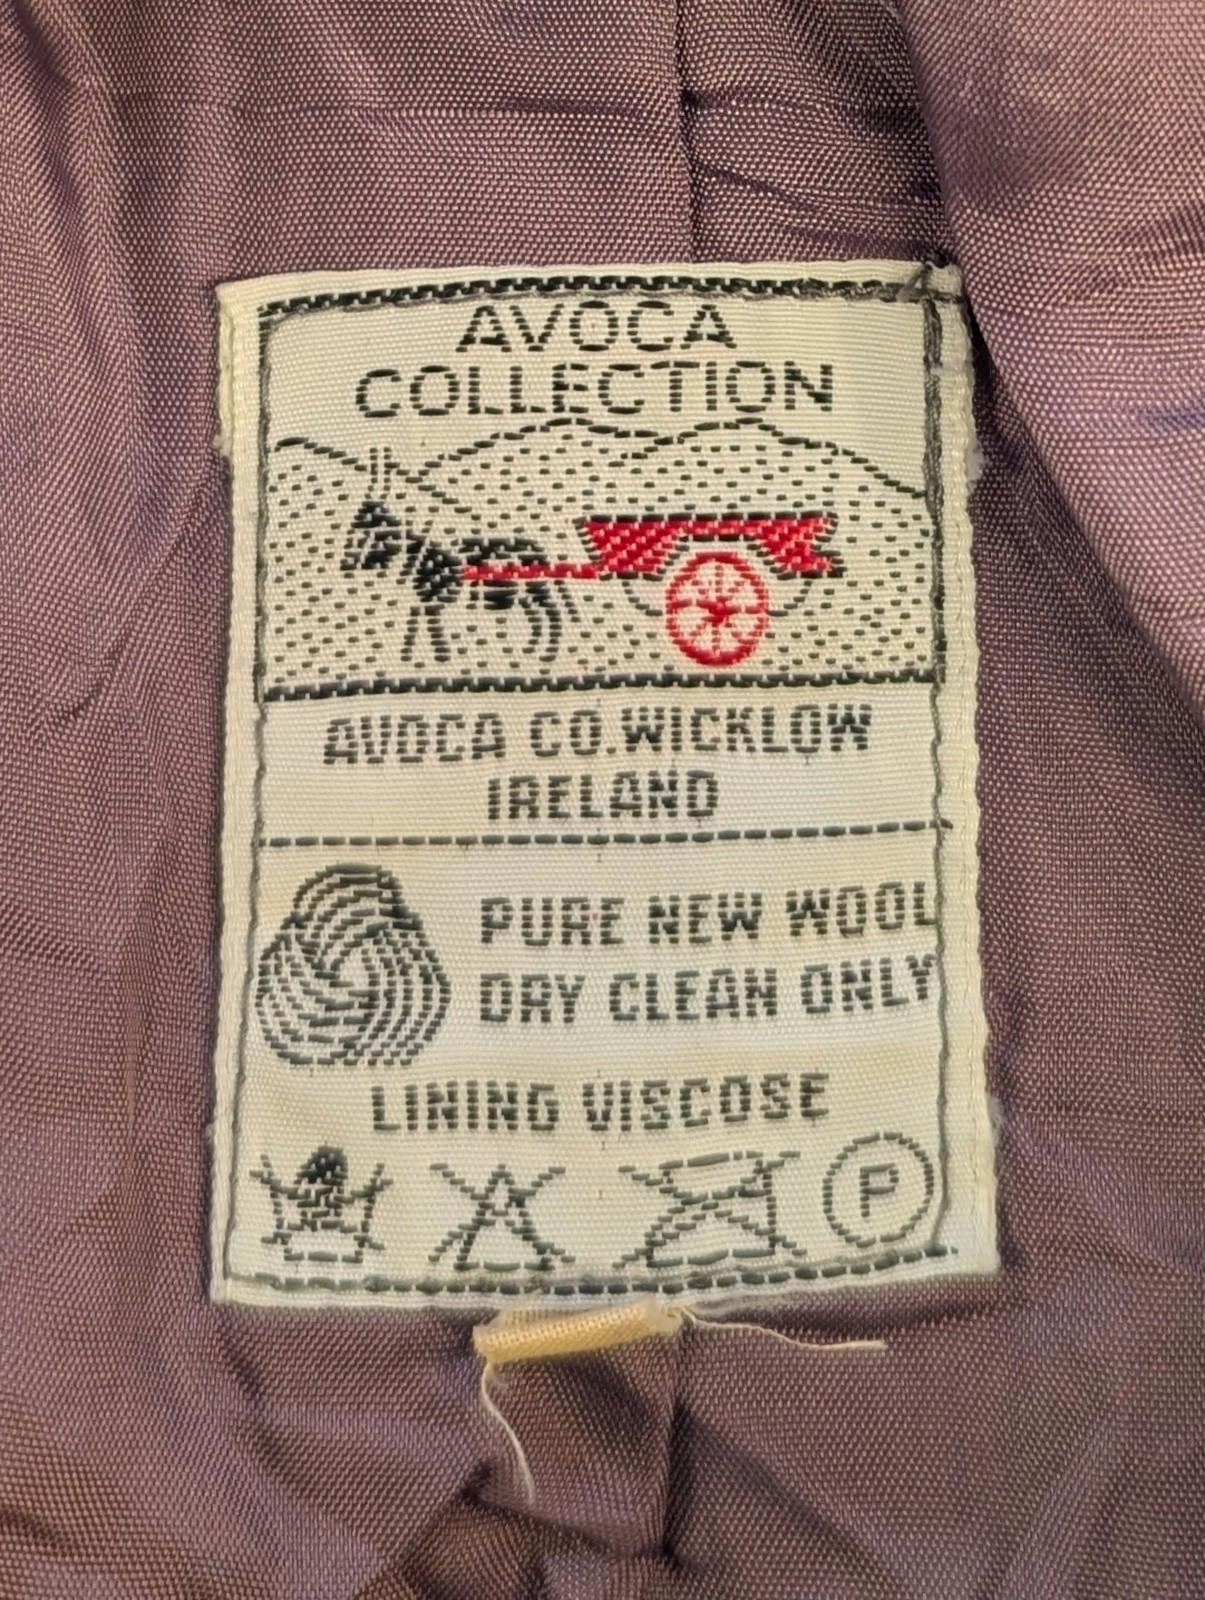 AVOCA
COLLECTION
AVOCA CO.WICKLOW
IRELAND
PURE NEW WOOL
DRY CLEAN ONLY
LINING VISCOSE
P